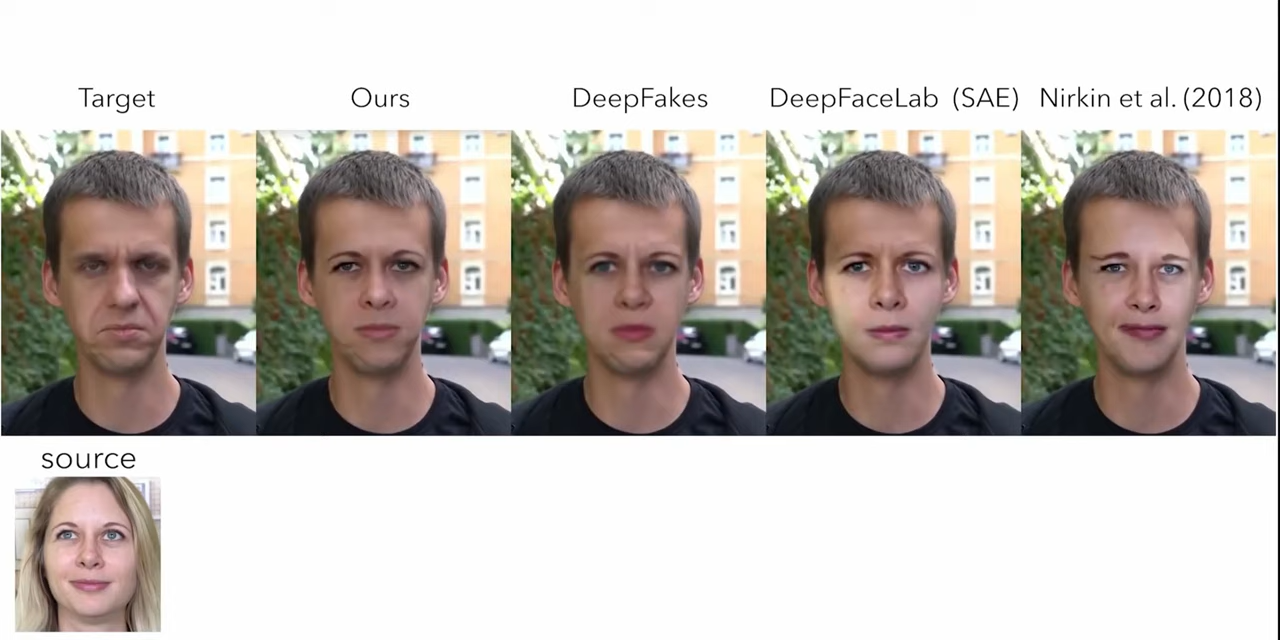 Target
Ours
DeepFakes
DeepFaceLab (SAE)
Nirkin et al. (2018)
source